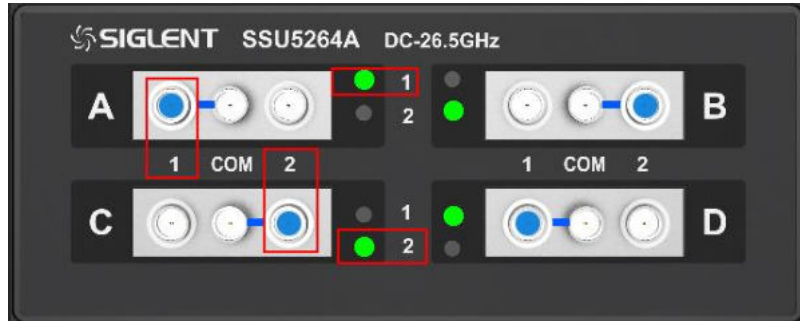 SIGLENT SSU5264A DC-26.5GHz
A 1 B
2
1 COM 2 1 COM 2
C 1 D
2